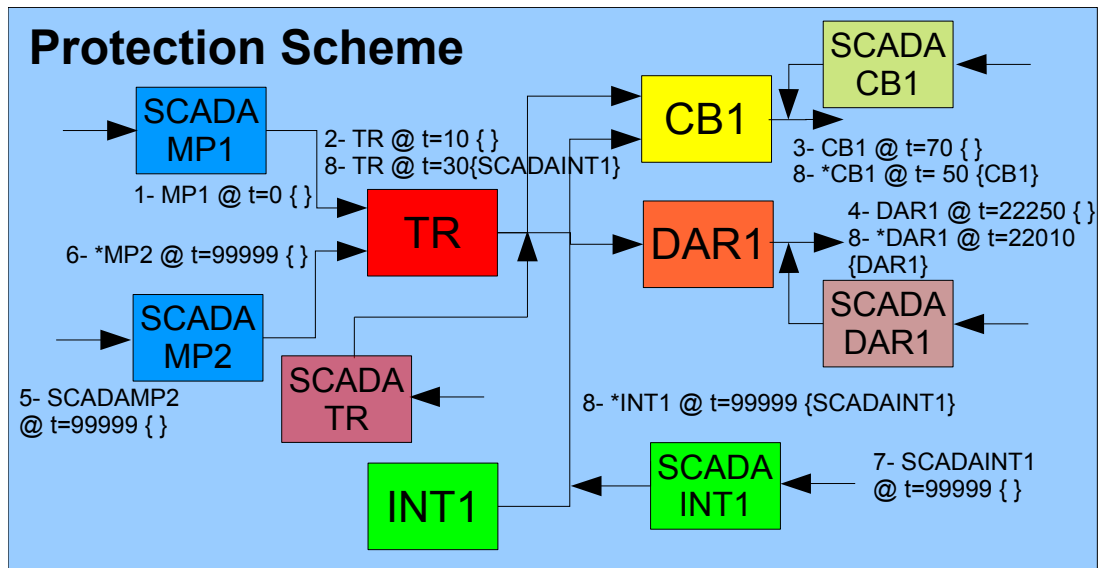 Protection Scheme
SCADA
MP1
1- MP1 @ t=0 { }
2- TR @ t=10 { }
8- TR @ t=30{SCADAINT1}
CB1
SCADA
CB1
3- CB1 @ t=70 { }
8- *CB1 @ t= 50 {CB1}
TR
DAR1
4- DAR1 @ t=22250 { }
8- *DAR1 @ t=22010
{DAR1}
6- *MP2 @ t=99999 { }
SCADA
MP2
5- SCADAMP2
@ t=99999 { }
SCADA
TR
SCADA
DAR1
8- *INT1 @ t=99999 {SCADAINT1}
INT1
SCADA
INT1
7- SCADAINT1
@ t=99999 { }